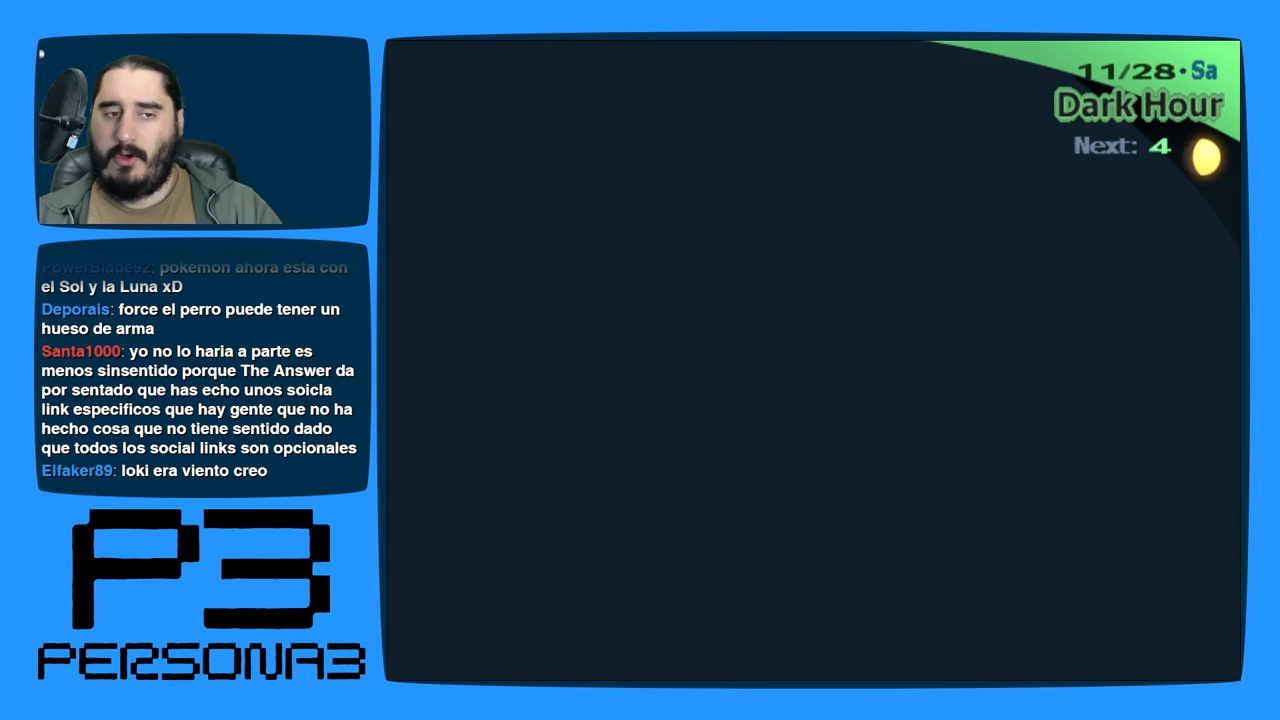 11/28·Sa
Dark Hour
Next: 4
PowerBlade92: pokemon ahora esta con
el Sol y la Luna xD
Deporais: force el perro puede tener un
hueso de arma
Santa1000: yo no lo haria a parte es
menos sinsentido porque The Answer da
por sentado que has echo unos soicla
link especificos que hay gente que no ha
hecho cosa que no tiene sentido dado
que todos los social links son opcionales
Elfaker89: loki era viento creo
P3
PERSONA3